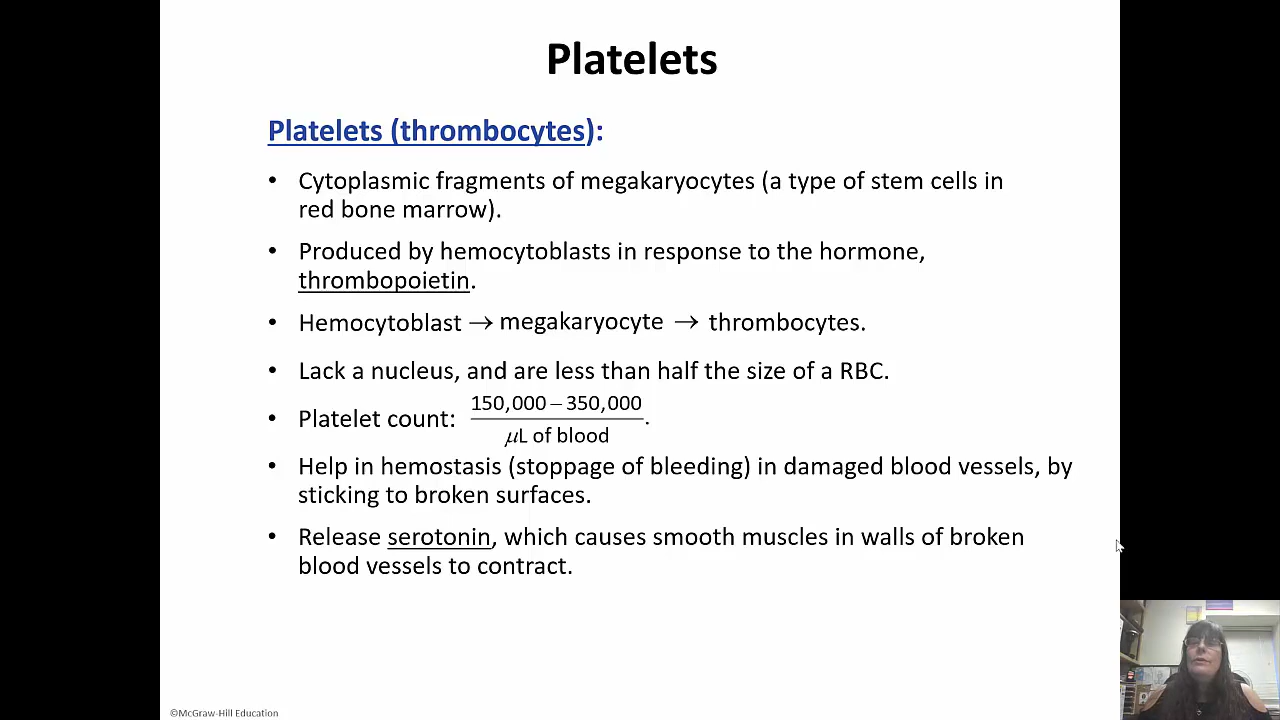 Platelets
Platelets (thrombocytes):
• Cytoplasmic fragments of megakaryocytes (a type of stem cells in
red bone marrow).
• Produced by hemocytoblasts in response to the hormone,
thrombopoietin.
• Hemocytoblast → megakaryocyte → thrombocytes.
• Lack a nucleus, and are less than half the size of a RBC.
• Platelet count: 150,000 – 350,000 / μL of blood.
• Help in hemostasis (stoppage of bleeding) in damaged blood vessels, by
sticking to broken surfaces.
• Release serotonin, which causes smooth muscles in walls of broken
blood vessels to contract.
©McGraw-Hill Education